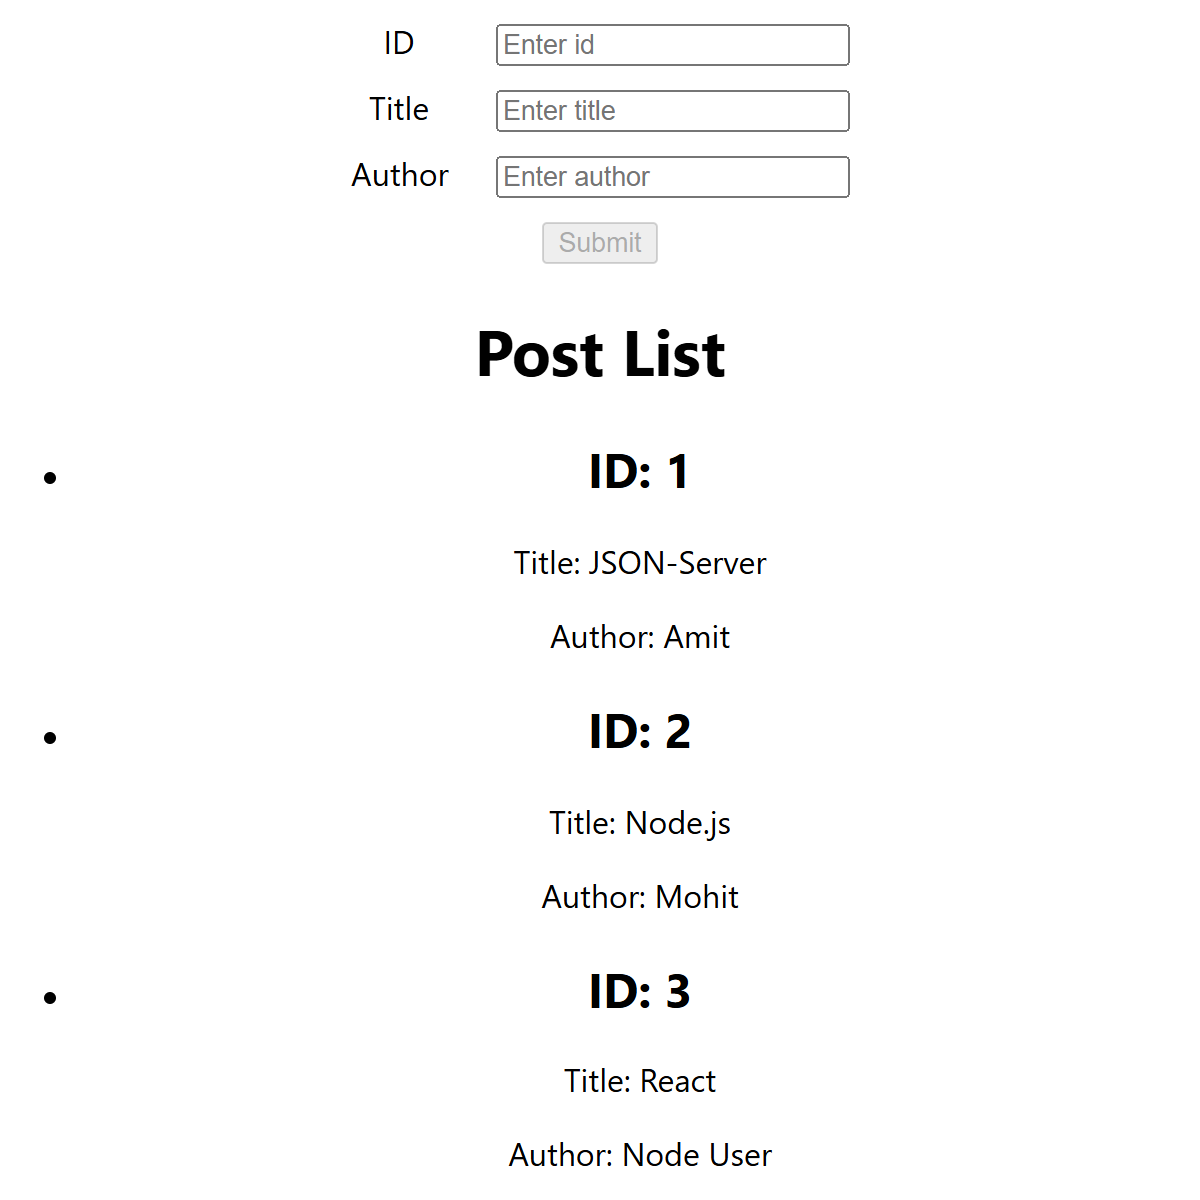 ID Enter id
Title Enter title
Author Enter author
Submit
Post List
ID: 1
Title: JSON-Server
Author: Amit
ID: 2
Title: Node.js
Author: Mohit
ID: 3
Title: React
Author: Node User